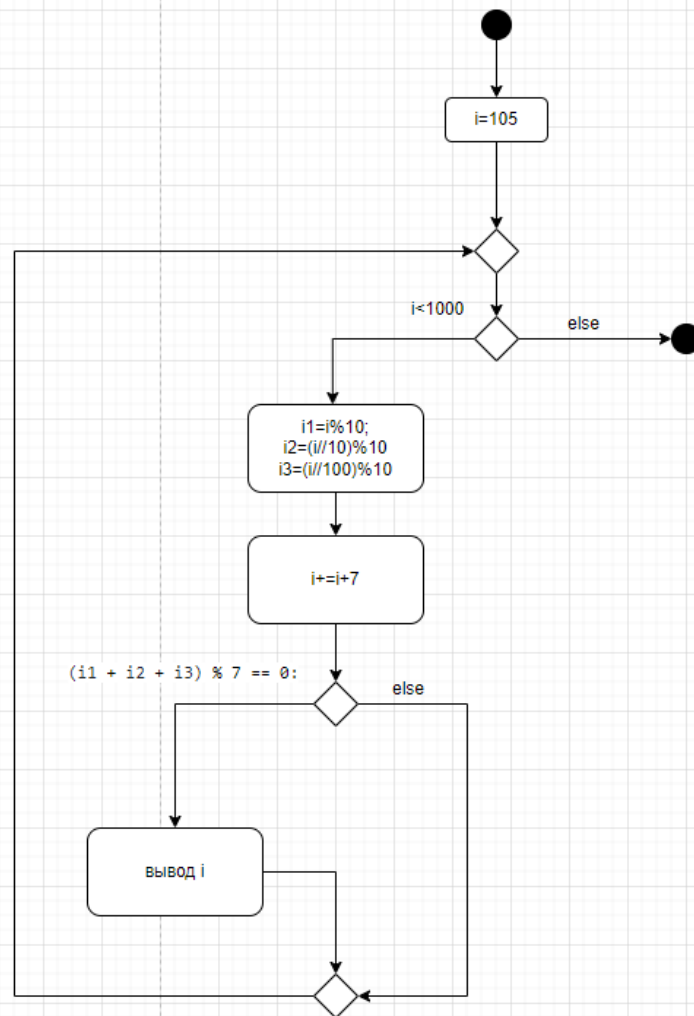 i=105
i<1000
else
i1=i%10;
i2=(i//10)%10
i3=(i//100)%10
i+=i+7
(i1 + i2 + i3) % 7 == 0:
else
вывод i